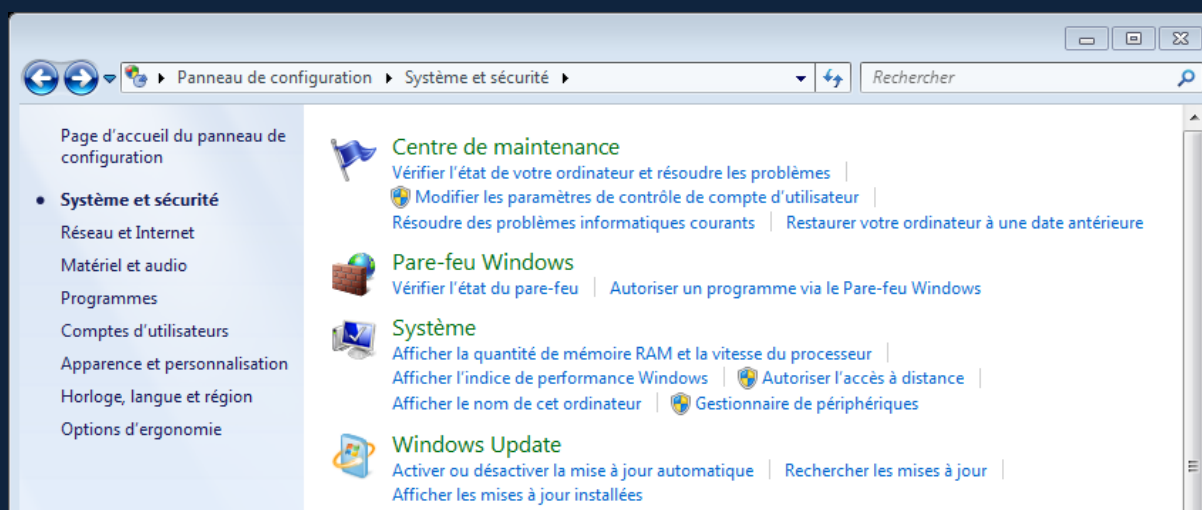 Panneau de configuration Système et sécurité
Rechercher
Page d'accueil du panneau de
configuration
Système et sécurité
Réseau et Internet
Matériel et audio
Programmes
Comptes d'utilisateurs
Apparence et personnalisation
Horloge, langue et région
Options d'ergonomie
Centre de maintenance
Vérifier l'état de votre ordinateur et résoudre les problèmes
Modifier les paramètres de contrôle de compte d'utilisateur
Résoudre des problèmes informatiques courants Restaurer votre ordinateur à une date antérieure
Pare-feu Windows
Vérifier l'état du pare-feu Autoriser un programme via le Pare-feu Windows
Système
Afficher la quantité de mémoire RAM et la vitesse du processeur
Afficher l'indice de performance Windows Autoriser l'accès à distance
Afficher le nom de cet ordinateur Gestionnaire de périphériques
Windows Update
Activer ou désactiver la mise à jour automatique Rechercher les mises à jour
Afficher les mises à jour installées